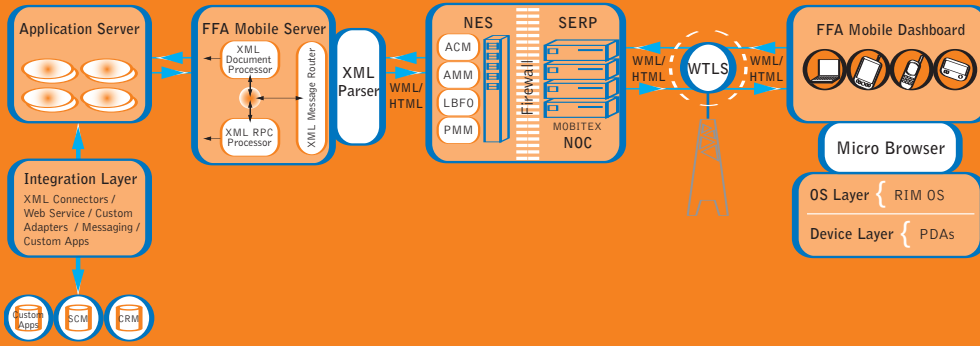 Application Server
Integration Layer
XML Connectors /
Web Service / Custom
Adapters / Messaging /
Custom Apps
Custom
Apps
SCM
CRM
FFA Mobile Server
XML
Document
Processor
XML RPC
Processor
XML Message Router
XML
Parser
WML/
HTML
NES
ACM
AMM
LBFO
PMM
Firewall
SERP
MOBITEX
NOC
WML/
HTML
WTLS
WML/
HTML
FFA Mobile Dashboard
Micro Browser
OS Layer { RIM OS
Device Layer { PDAs